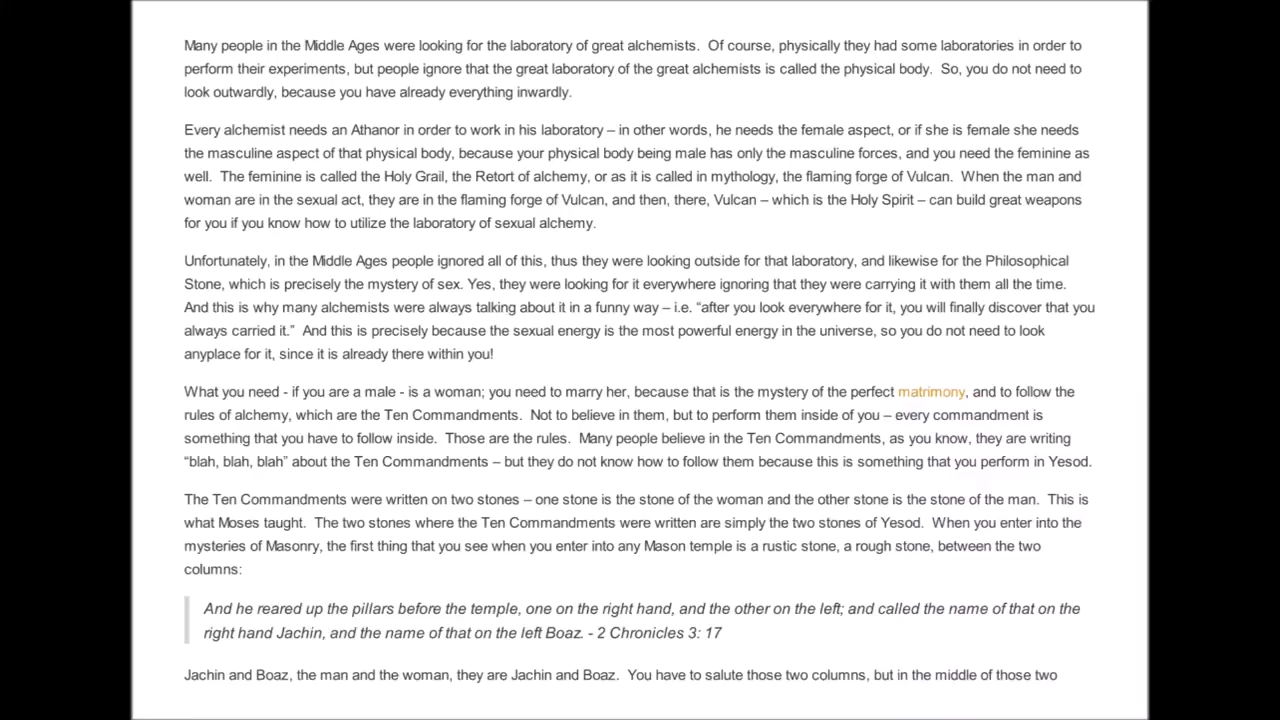 Many people in the Middle Ages were looking for the laboratory of great alchemists.  Of course, physically they had some laboratories in order to
perform their experiments, but people ignore that the great laboratory of the great alchemists is called the physical body.  So, you do not need to
look outwardly, because you have already everything inwardly.
Every alchemist needs an Athanor in order to work in his laboratory – in other words, he needs the female aspect, or if she is female she needs
the masculine aspect of that physical body, because your physical body being male has only the masculine forces, and you need the feminine as
well.  The feminine is called the Holy Grail, the Retort of alchemy, or as it is called in mythology, the flaming forge of Vulcan.  When the man and
woman are in the sexual act, they are in the flaming forge of Vulcan, and then, there, Vulcan – which is the Holy Spirit – can build great weapons
for you if you know how to utilize the laboratory of sexual alchemy.
Unfortunately, in the Middle Ages people ignored all of this, thus they were looking outside for that laboratory, and likewise for the Philosophical
Stone, which is precisely the mystery of sex. Yes, they were looking for it everywhere ignoring that they were carrying it with them all the time.
And this is why many alchemists were always talking about it in a funny way – i.e. “after you look everywhere for it, you will finally discover that you
always carried it.”  And this is precisely because the sexual energy is the most powerful energy in the universe, so you do not need to look
anyplace for it, since it is already there within you!
What you need - if you are a male - is a woman; you need to marry her, because that is the mystery of the perfect matrimony, and to follow the
rules of alchemy, which are the Ten Commandments.  Not to believe in them, but to perform them inside of you – every commandment is
something that you have to follow inside.  Those are the rules.  Many people believe in the Ten Commandments, as you know, they are writing
“blah, blah, blah” about the Ten Commandments – but they do not know how to follow them because this is something that you perform in Yesod.
The Ten Commandments were written on two stones – one stone is the stone of the woman and the other stone is the stone of the man.  This is
what Moses taught.  The two stones where the Ten Commandments were written are simply the two stones of Yesod.  When you enter into the
mysteries of Masonry, the first thing that you see when you enter into any Mason temple is a rustic stone, a rough stone, between the two
columns:
And he reared up the pillars before the temple, one on the right hand, and the other on the left; and called the name of that on the
right hand Jachin, and the name of that on the left Boaz. - 2 Chronicles 3: 17
Jachin and Boaz, the man and the woman, they are Jachin and Boaz.  You have to salute those two columns, but in the middle of those two